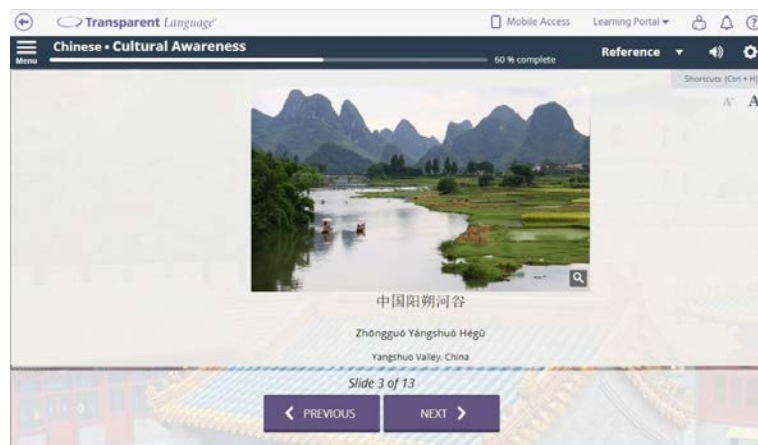 Transparent Language
Mobile Access
Learning Portal
Menu
Chinese • Cultural Awareness
60 % complete
Reference
Shortcuts (Ctrl + H)
A-
A
中国阳朔河谷
Zhōngguó Yángshuò Hégǔ
Yangshuo Valley, China
Slide 3 of 13
PREVIOUS
NEXT